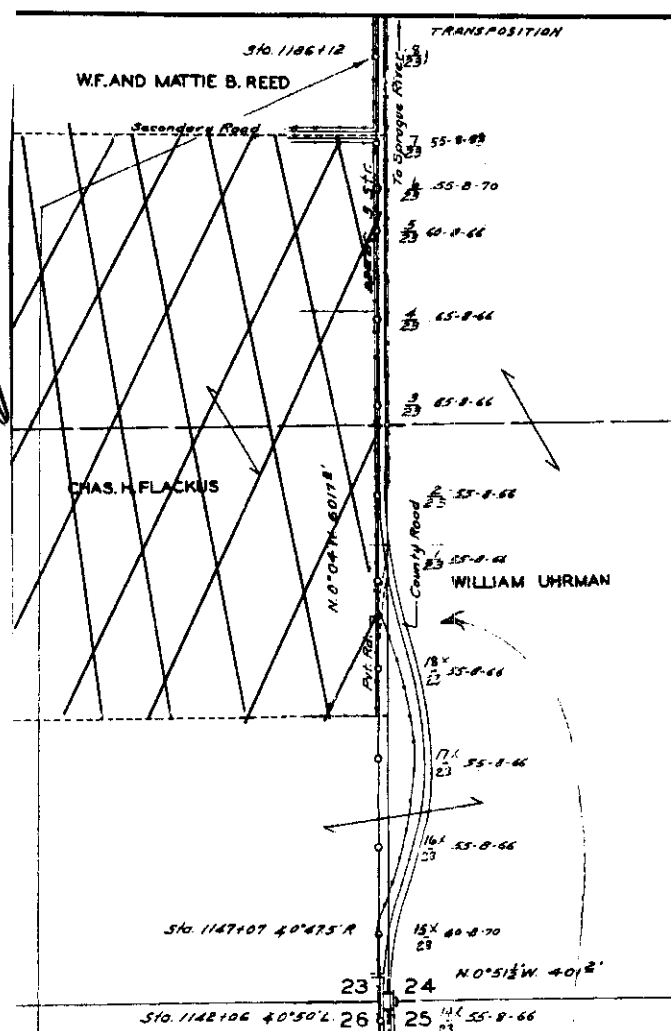 TRANSPOSITION
Sta. 1186+12
8/23
W.F. AND MATTIE B. REED
To Sprague River
Secondary Road
7/23 55-8-
6/23 55-8-70
5/23 60-8-66
4/23 65-8-66
3/23 65-8-66
CHAS. H. FLACKUS
2/23 55-8-66
N.0°04'W. 6017
County Road
1/23 55-8-66
WILLIAM UHRMAN
Pvt. Rd.
18X/23 55-8-66
17X/23 55-8-66
16X/23 55-8-66
Sta. 1147+07 40°47.5' R
15X/23 40-8-70
23 24
N.0°51½'W. 401
Sta. 1142+06 40°50' L.
26 25
14X/23 55-8-66